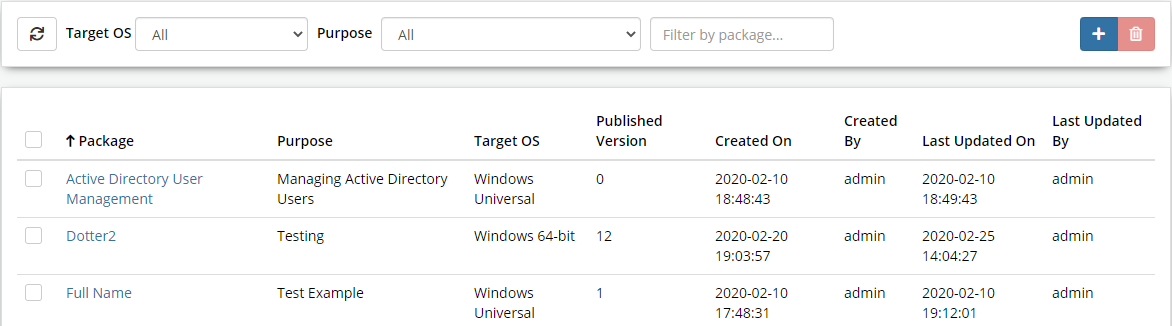 Target OS All Purpose All Filter by package...
Package Purpose Target OS Published Version Created On Created By Last Updated On Last Updated By
Active Directory User Management Managing Active Directory Users Windows Universal 0 2020-02-10 18:48:43 admin 2020-02-10 18:49:43 admin
Dotter2 Testing Windows 64-bit 12 2020-02-20 19:03:57 admin 2020-02-25 14:04:27 admin
Full Name Test Example Windows Universal 1 2020-02-10 17:48:31 admin 2020-02-10 19:12:01 admin